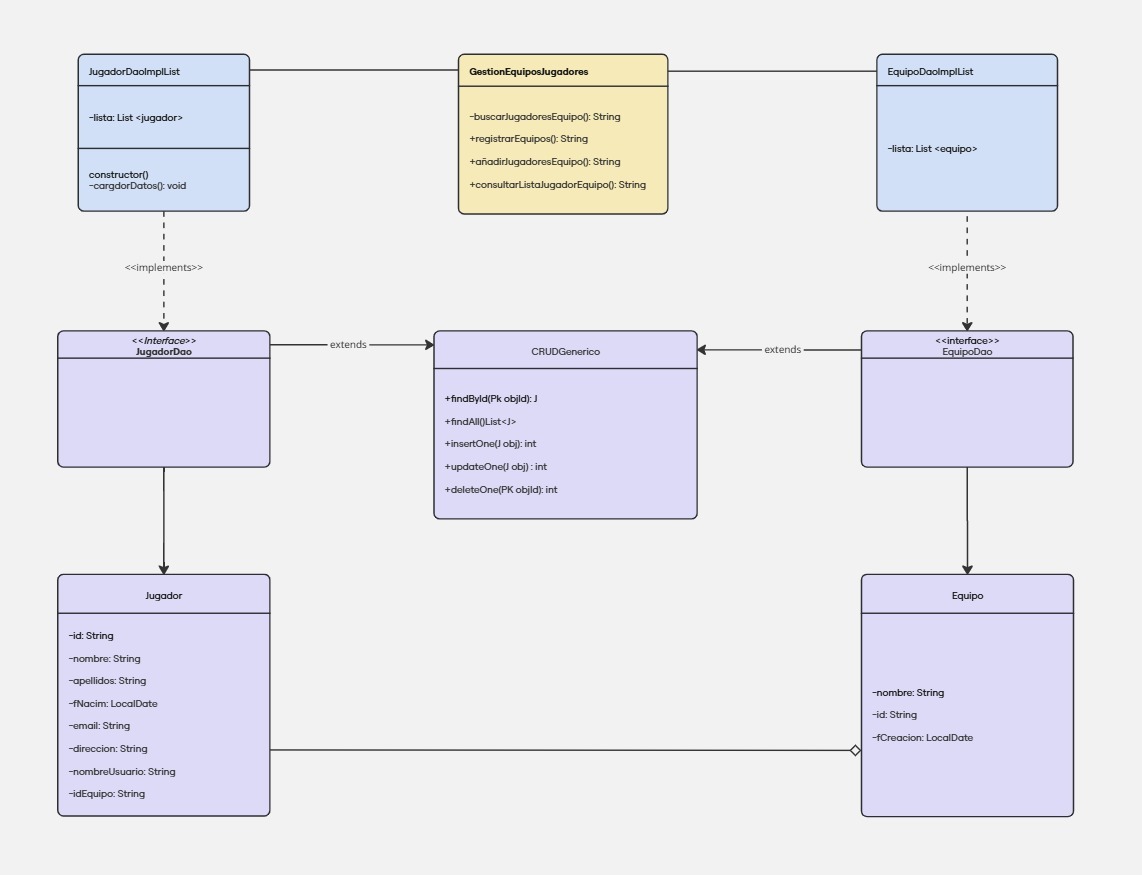 JugadorDaoImplList
-lista: List <jugador>
constructor()
-cargdorDatos(): void
GestionEquiposJugadores
-buscarJugadoresEquipo(): String
+registrarEquipos(): String
+añadirJugadoresEquipo(): String
+consultarListaJugadorEquipo(): String
EquipoDaoImplList
-lista: List <equipo>
<<implements>>
<<implements>>
<<Interface>>
JugadorDao
extends
CRUDGenerico
+findById(Pk objId): J
+findAll()List<J>
+insertOne(J obj): int
+updateOne(J obj) : int
+deleteOne(PK objId): int
extends
<<interface>>
EquipoDao
Jugador
-id: String
-nombre: String
-apellidos: String
-fNacim: LocalDate
-email: String
-direccion: String
-nombreUsuario: String
-idEquipo: String
Equipo
-nombre: String
-id: String
-fCreacion: LocalDate